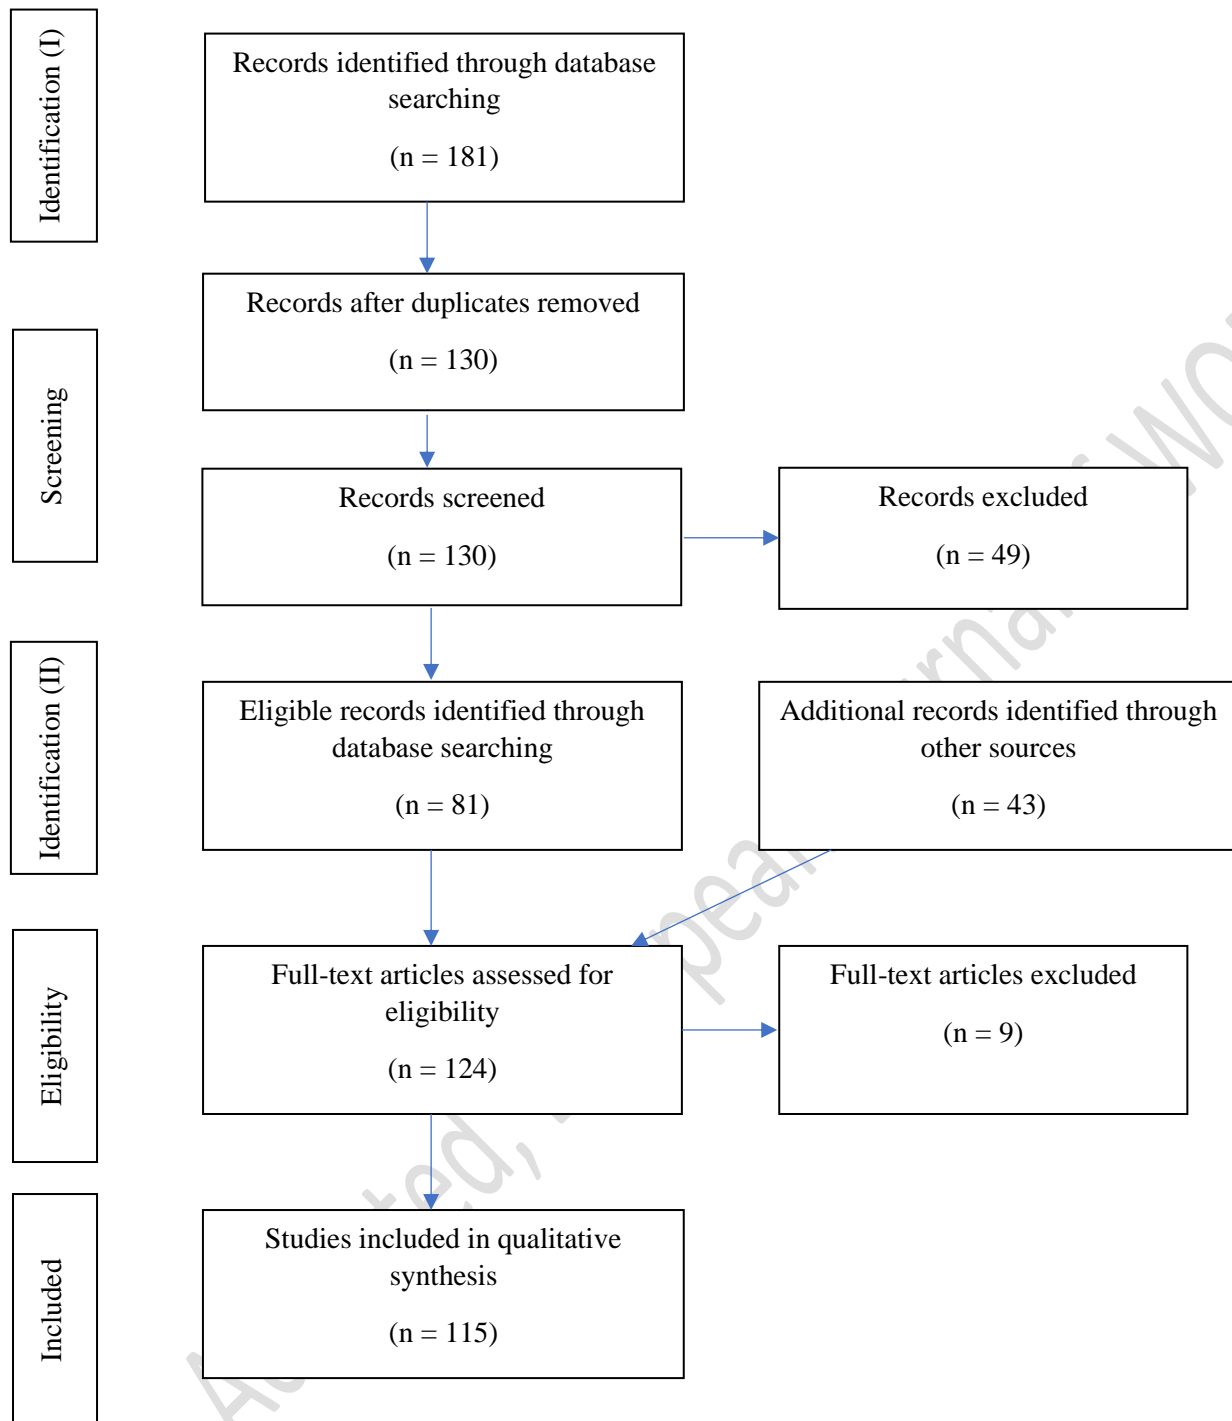 Identification (I)
Records identified through database
searching
(n = 181)
Records after duplicates removed
(n = 130)
Screening
Records screened
(n = 130)
Records excluded
(n = 49)
Identification (II)
Eligible records identified through
database searching
(n = 81)
Additional records identified through
other sources
(n = 43)
Eligibility
Full-text articles assessed for
eligibility
(n = 124)
Full-text articles excluded
(n = 9)
Included
Studies included in qualitative
synthesis
(n = 115)